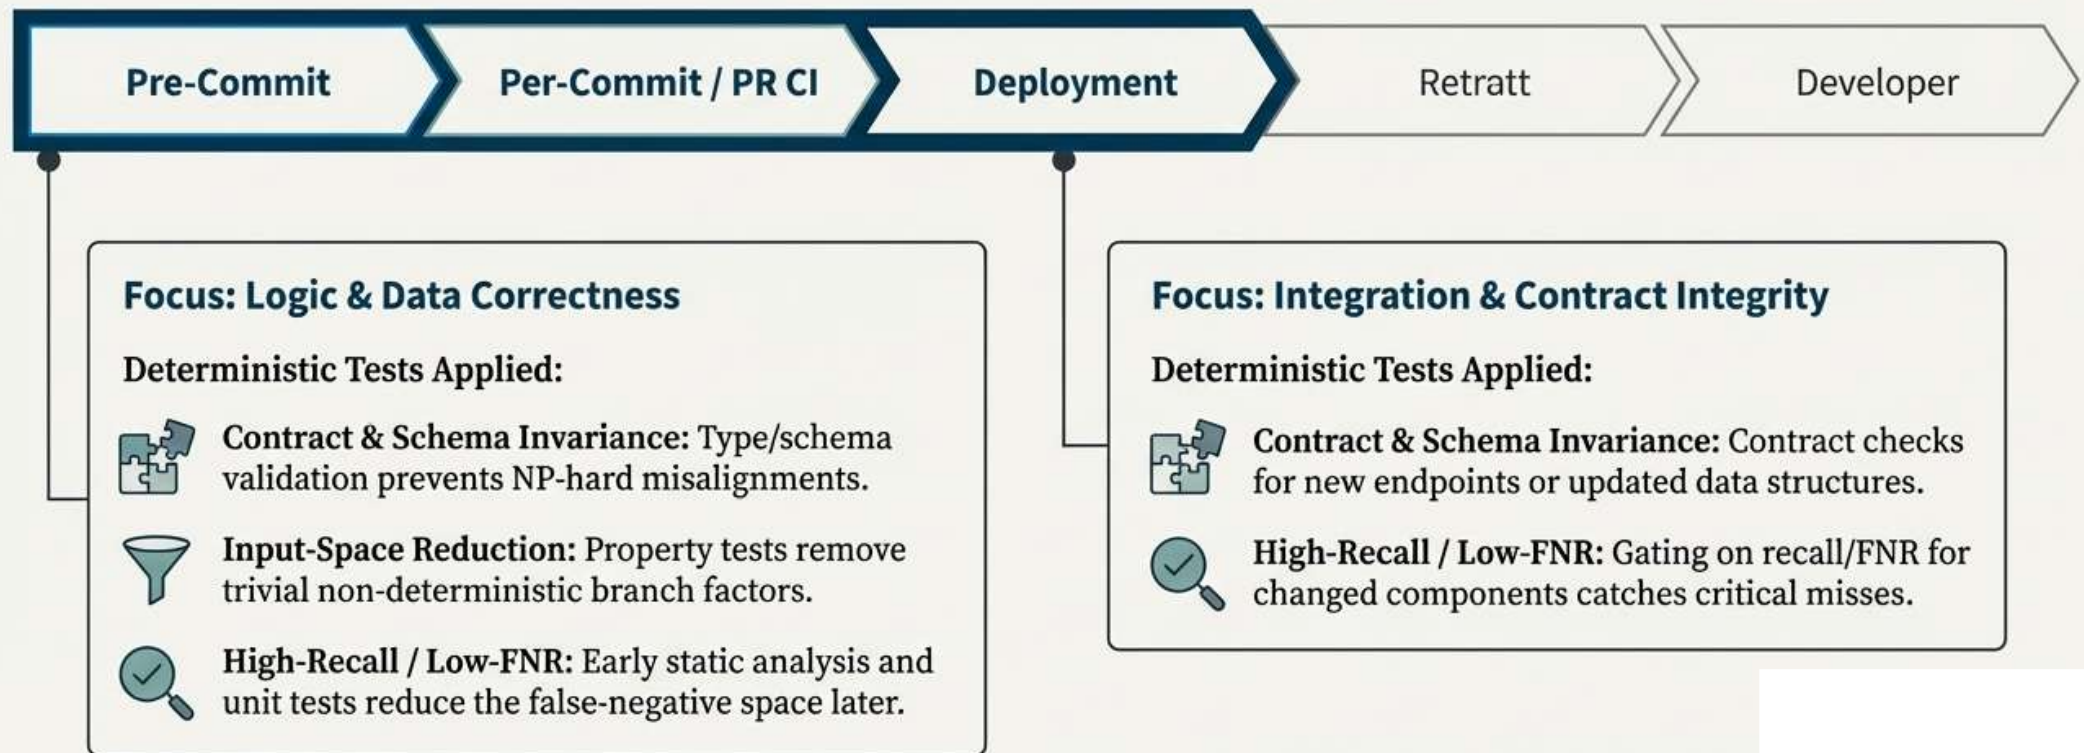 Pre-Commit
Per-Commit / PR CI
Deployment
Retratt
Developer
Focus: Logic & Data Correctness
Deterministic Tests Applied:
Contract & Schema Invariance: Type/schema
validation prevents NP-hard misalignments.
Input-Space Reduction: Property tests remove
trivial non-deterministic branch factors.
High-Recall / Low-FNR: Early static analysis and
unit tests reduce the false-negative space later.
Focus: Integration & Contract Integrity
Deterministic Tests Applied:
Contract & Schema Invariance: Contract checks
for new endpoints or updated data structures.
High-Recall / Low-FNR: Gating on recall/FNR for
changed components catches critical misses.